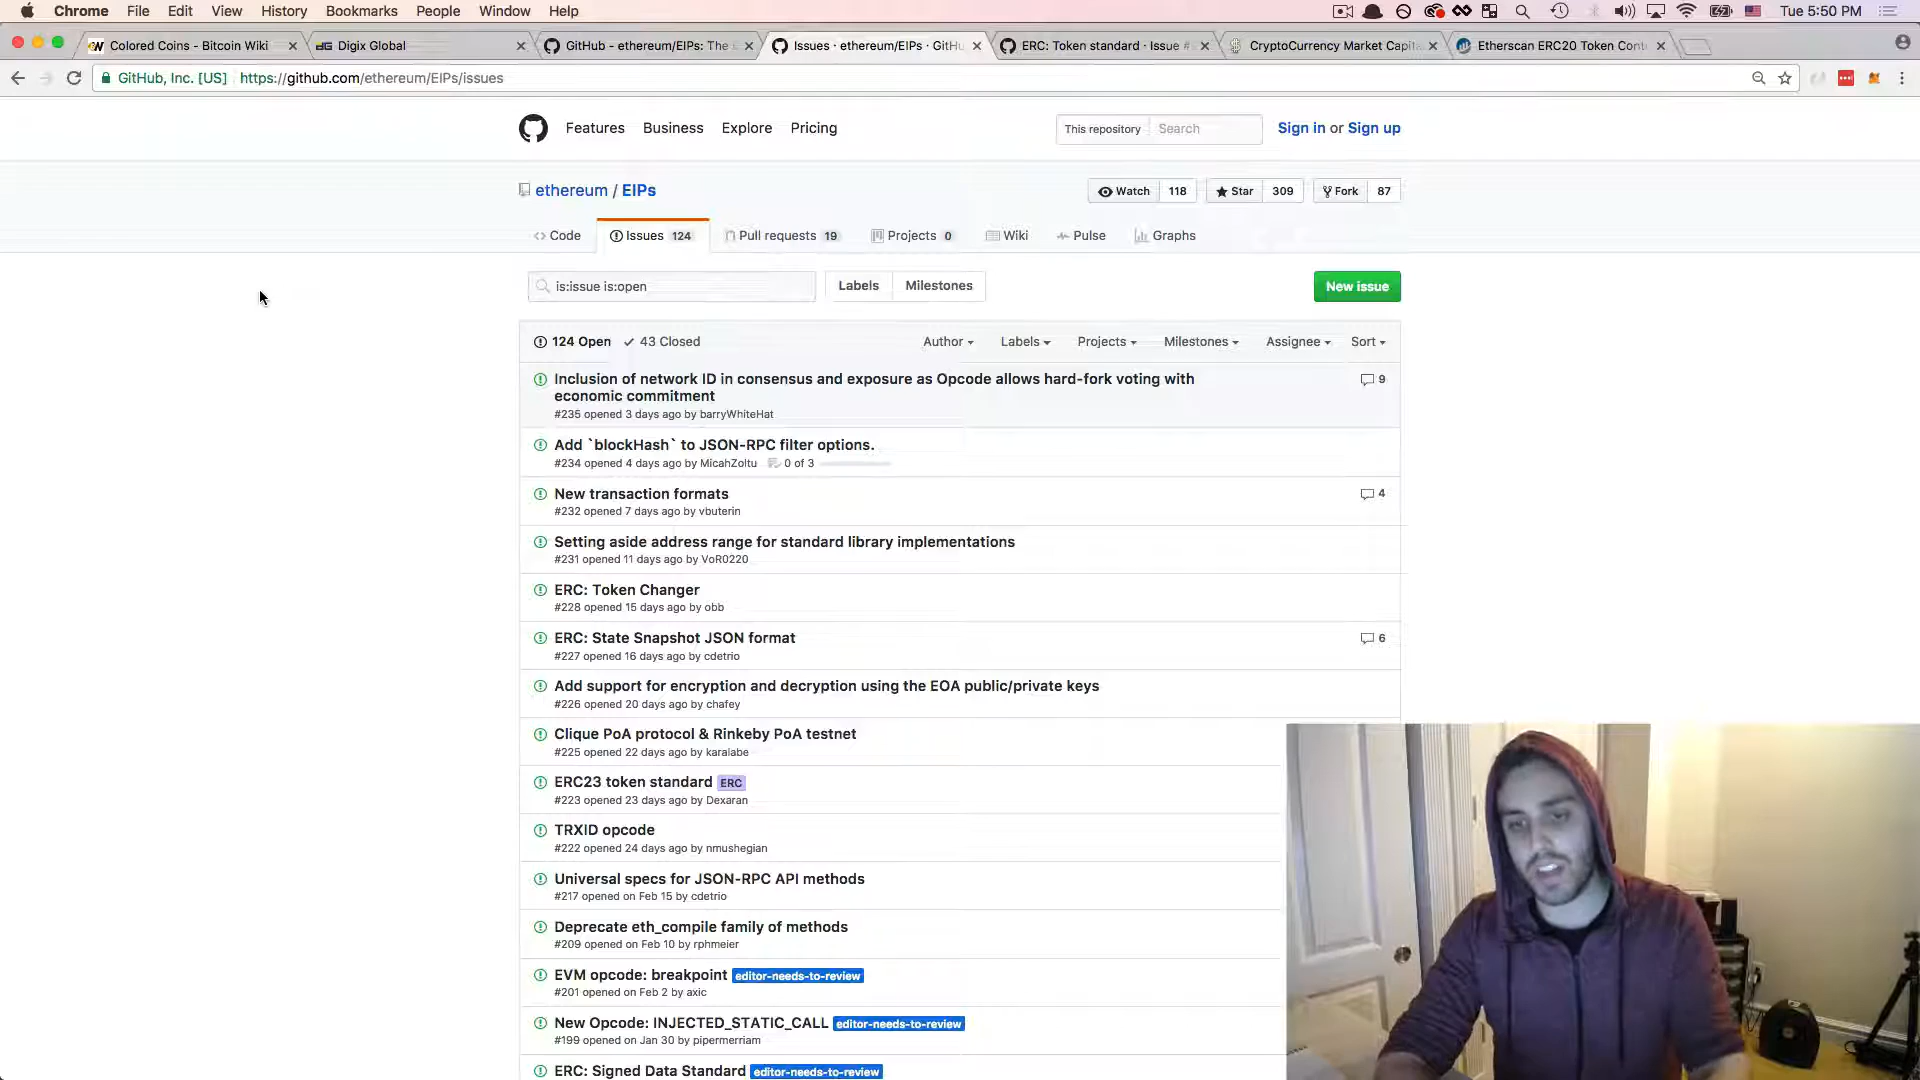 Chrome File Edit View History Bookmarks People Window Help Tue 5:50 PM
Colored Coins - Bitcoin Wiki Digix Global GitHub - ethereum/EIPs: The Issues · ethereum/EIPs · GitHu ERC: Token standard · Issue # CryptoCurrency Market Capit Etherscan ERC20 Token Cont
GitHub, Inc. [US] https://github.com/ethereum/EIPs/issues
Features Business Explore Pricing This repository Search Sign in or Sign up
ethereum / EIPs Watch 118 Star 309 Fork 87
Code Issues 124 Pull requests 19 Projects 0 Wiki Pulse Graphs
is:issue is:open Labels Milestones New issue
124 Open 43 Closed Author Labels Projects Milestones Assignee Sort
Inclusion of network ID in consensus and exposure as Opcode allows hard-fork voting with 9
economic commitment
#235 opened 3 days ago by barryWhiteHat
Add `blockHash` to JSON-RPC filter options.
#234 opened 4 days ago by MicahZoltu 0 of 3
New transaction formats 4
#232 opened 7 days ago by vbuterin
Setting aside address range for standard library implementations
#231 opened 11 days ago by VoR0220
ERC: Token Changer
#228 opened 15 days ago by obb
ERC: State Snapshot JSON format 6
#227 opened 16 days ago by cdetrio
Add support for encryption and decryption using the EOA public/private keys
#226 opened 20 days ago by chafey
Clique PoA protocol & Rinkeby PoA testnet
#225 opened 22 days ago by karalabe
ERC23 token standard ERC
#223 opened 23 days ago by Dexaran
TRXID opcode
#222 opened 24 days ago by nmushegian
Universal specs for JSON-RPC API methods
#217 opened on Feb 15 by cdetrio
Deprecate eth_compile family of methods
#209 opened on Feb 10 by rphmeier
EVM opcode: breakpoint editor-needs-to-review
#201 opened on Feb 2 by axic
New Opcode: INJECTED_STATIC_CALL editor-needs-to-review
#199 opened on Jan 30 by pipermerriam
ERC: Signed Data Standard editor-needs-to-review